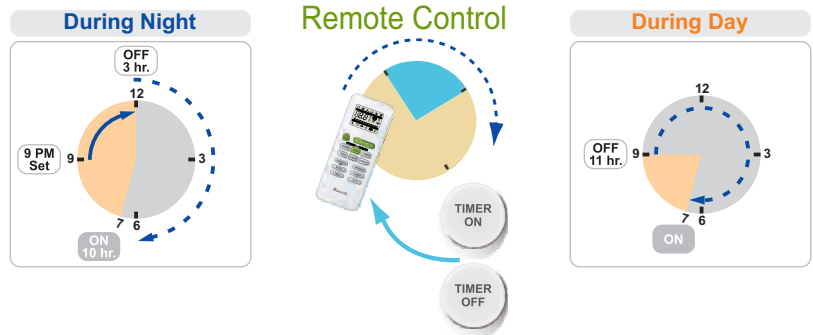 During Night
OFF
3 hr.
12
9 PM
Set
9
3
7
6
ON
10 hr.
Remote Control
TIMER
ON
TIMER
OFF
During Day
12
OFF
11 hr.
9
3
7
6
ON